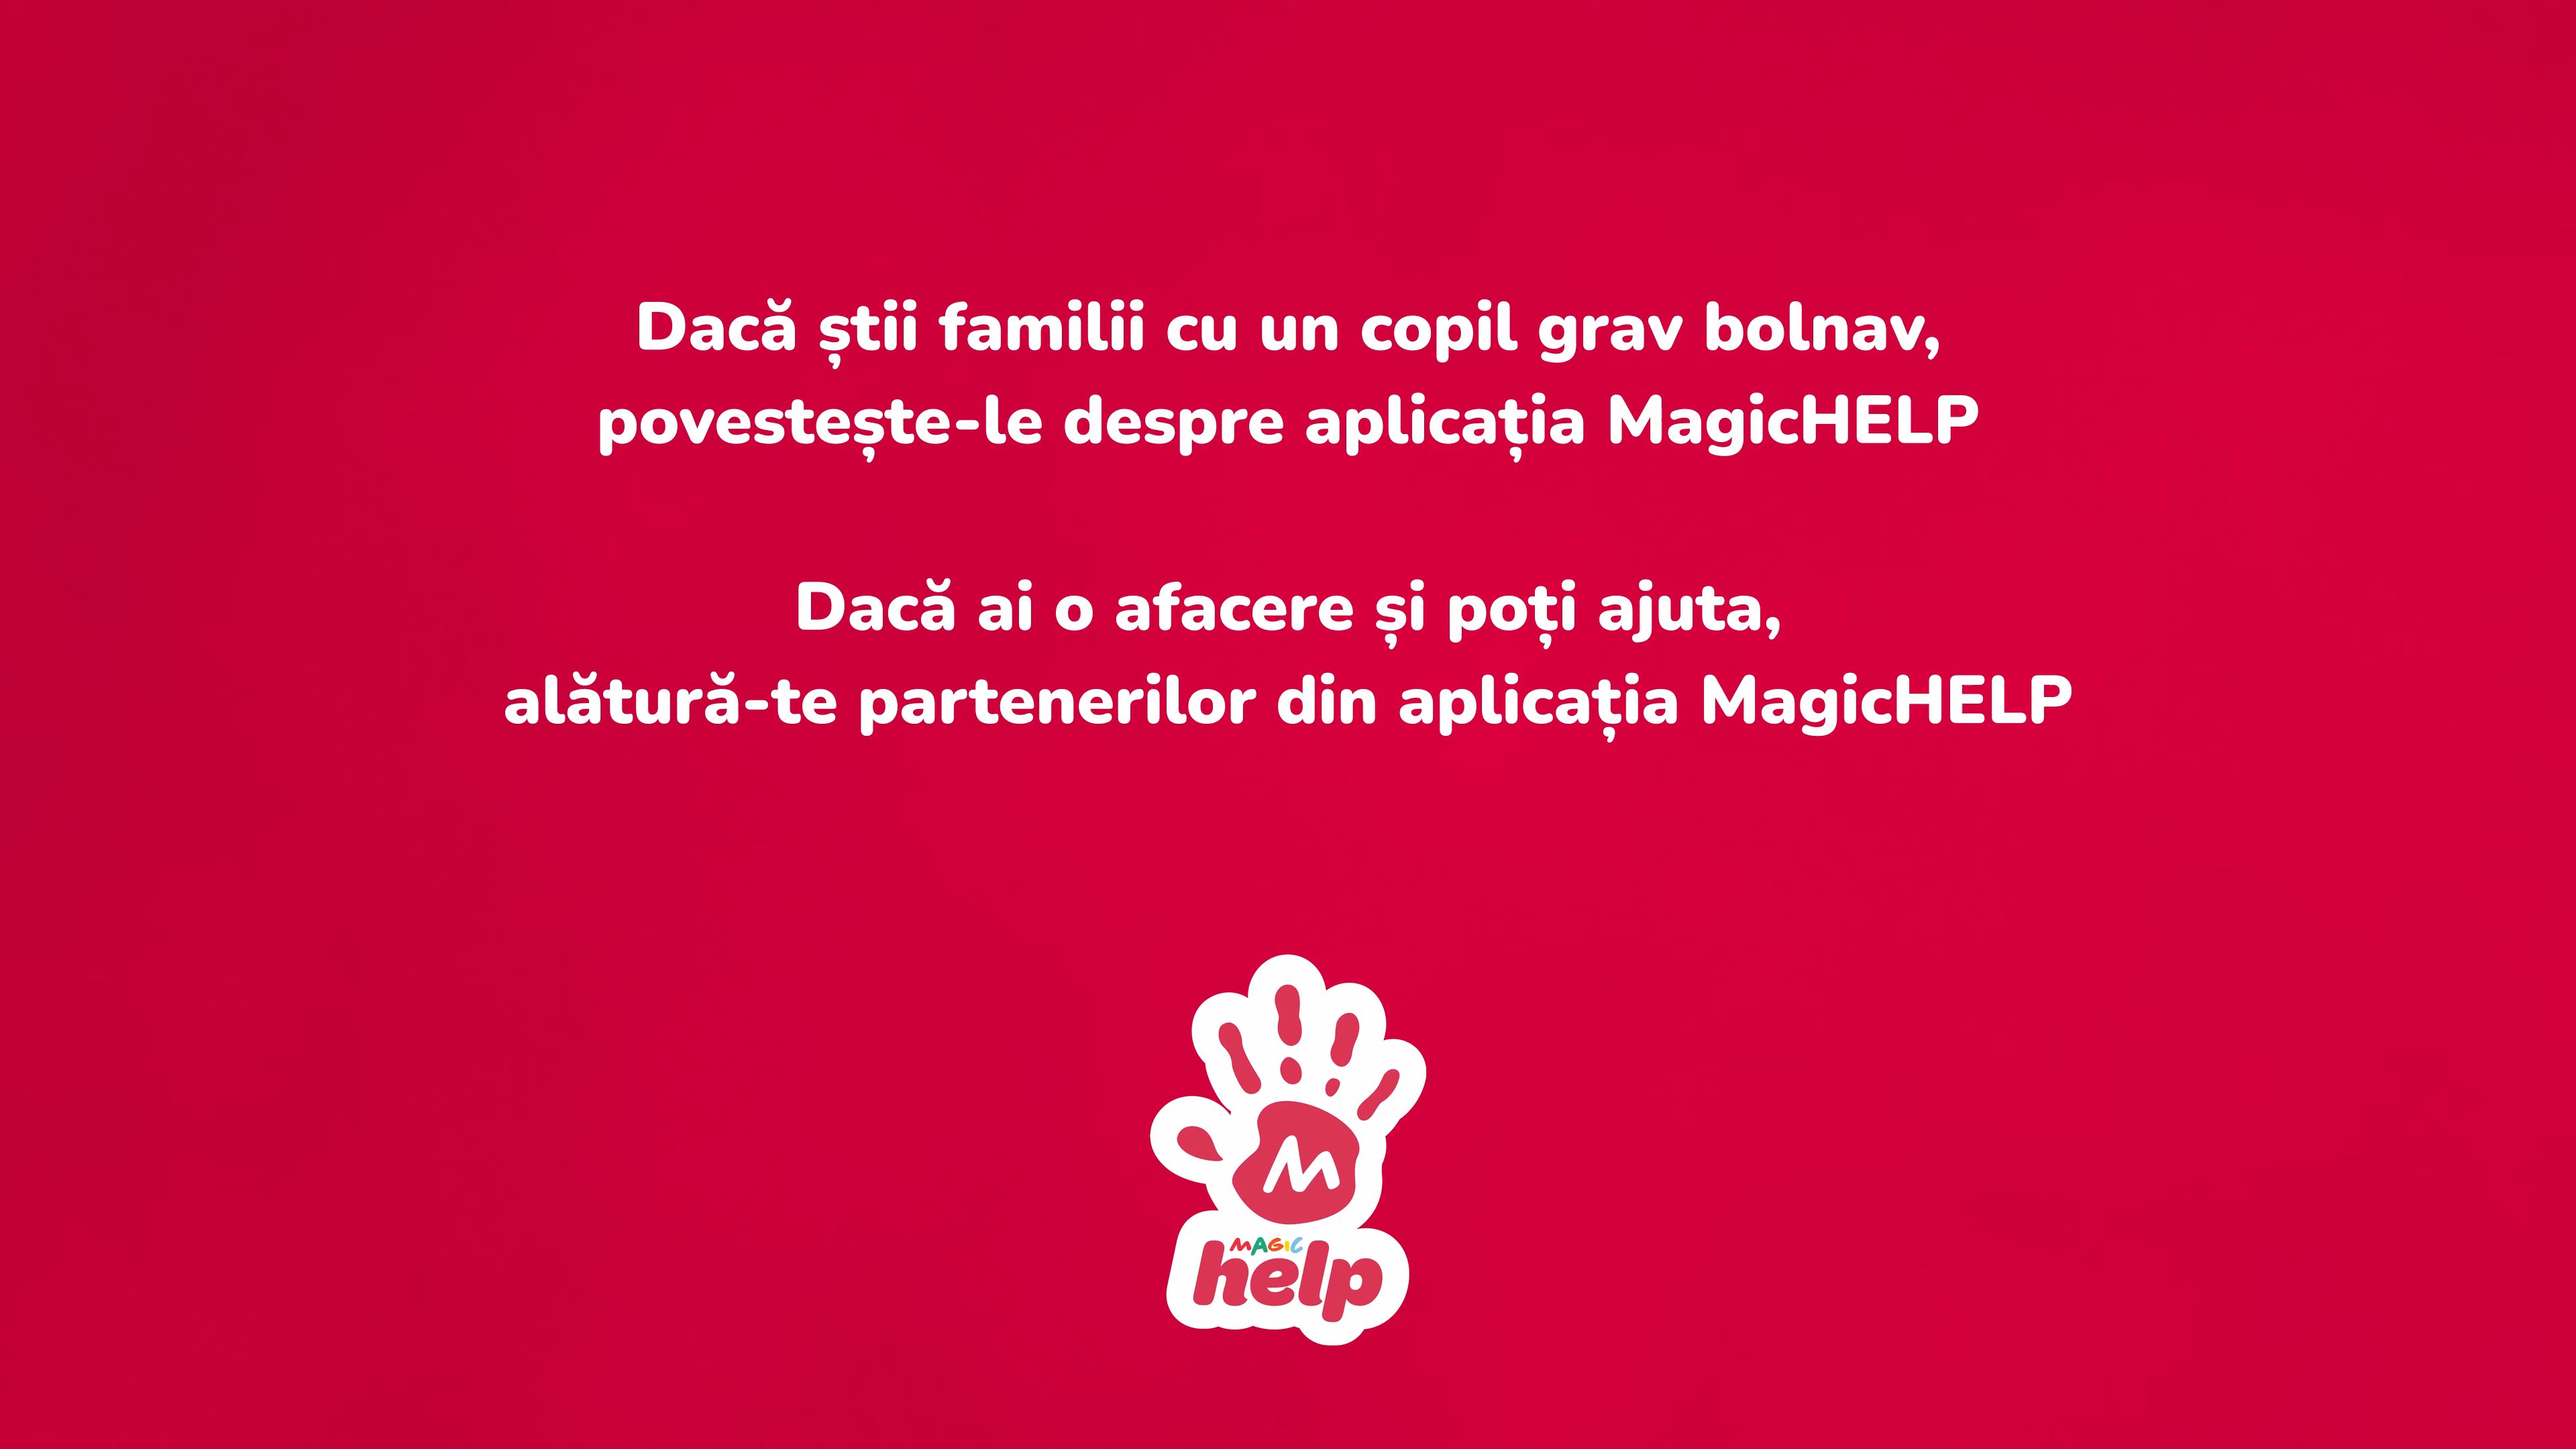 Dacă știi familii cu un copil grav bolnav,
povestește-le despre aplicația MagicHELP
Dacă ai o afacere și poți ajuta,
alătură-te partenerilor din aplicația MagicHELP
M
MAGIC
help